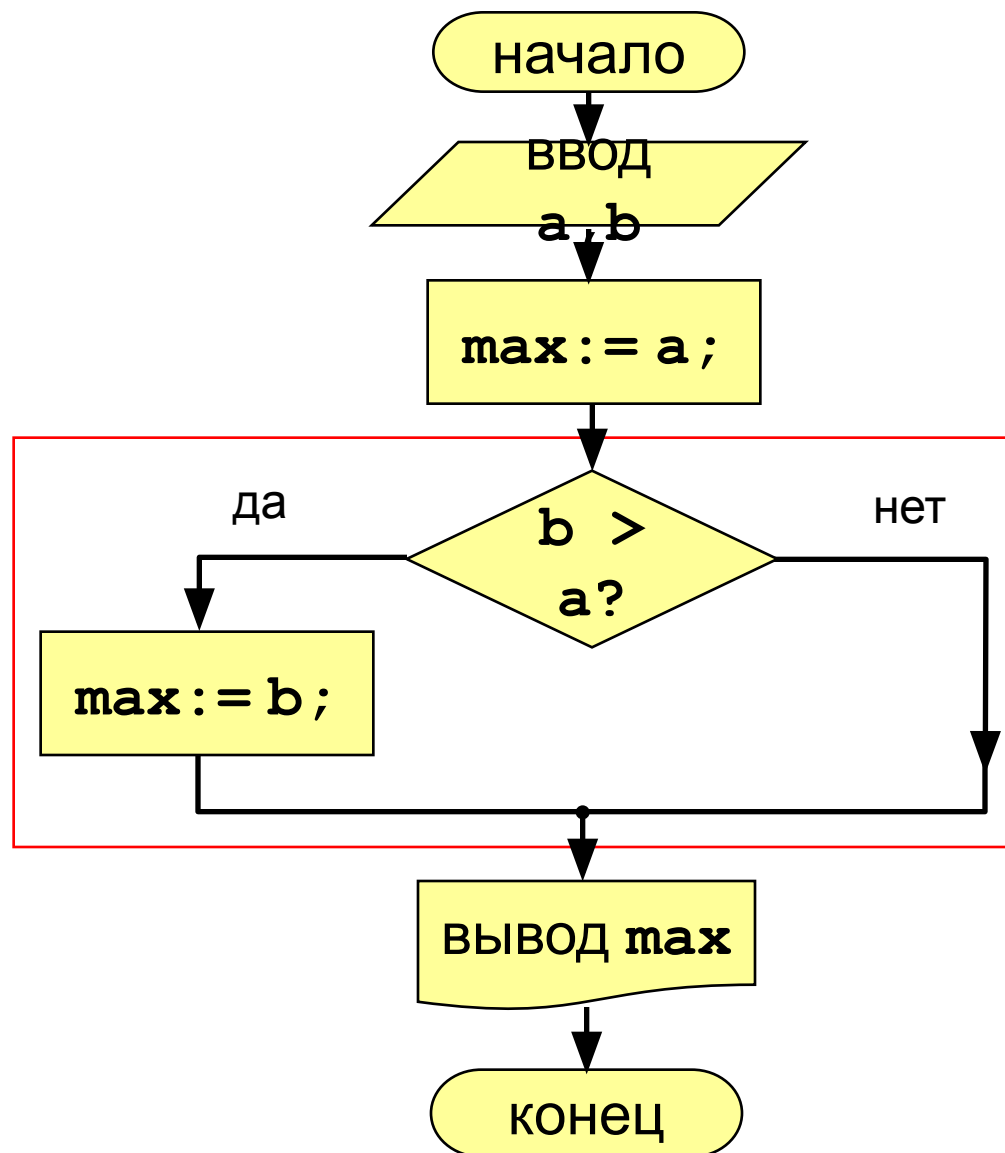 начало
ввод
a,b
max:= a;
да
нет
b >
a?
max:= b;
вывод max
конец